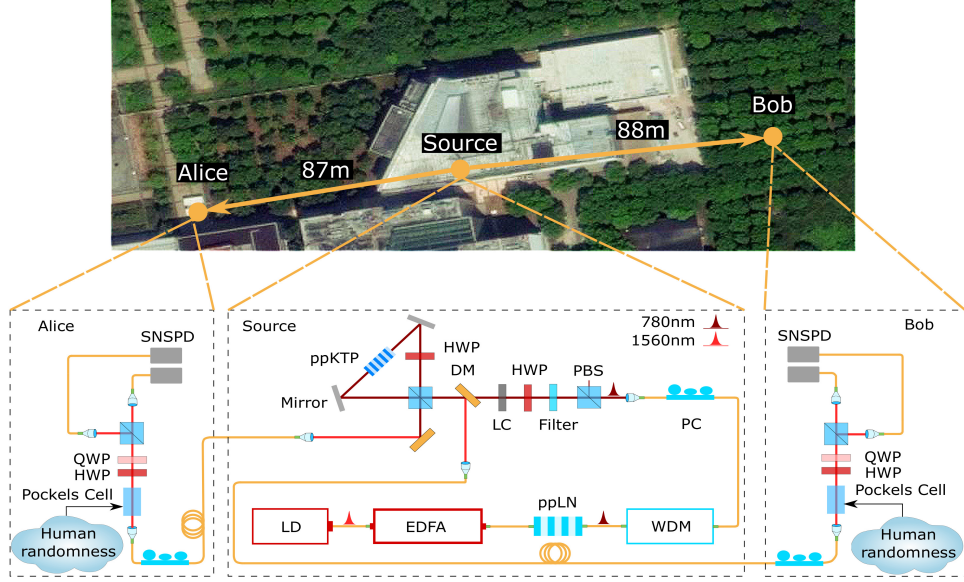 Bob
88m
Source
87m
Alice
Alice
SNSPD
QWP
HWP
Pockels Cell
Human
randomness
Source
780nm
1560nm
ppKTP
HWP
DM
HWP
PBS
Mirror
LC
Filter
PC
ppLN
LD
EDFA
WDM
Bob
SNSPD
QWP
HWP
Pockels Cell
Human
randomness